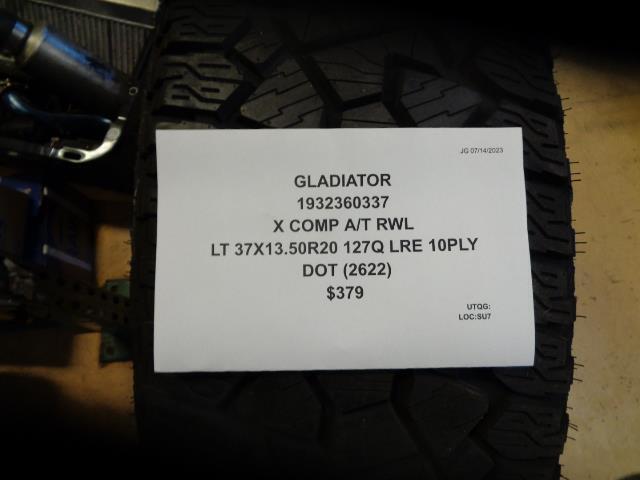 JG 07/14/2023
GLADIATOR
1932360337
X COMP A/T RWL
LT 37X13.50R20 127Q LRE 10PLY
DOT (2622)
$379
UTQG:
LOC:SU7